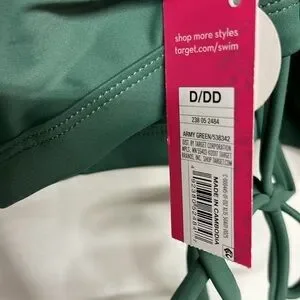 shop more styles
target.com/swim
D/DD
238 05 2484
ARMY GREEN/538342
DIST. BY TARGET CORPORATION
MPLS, MN 55403 ©2017 TARGET
BRANDS, INC. SHOP TARGET.COM
MADE IN CAMBODIA